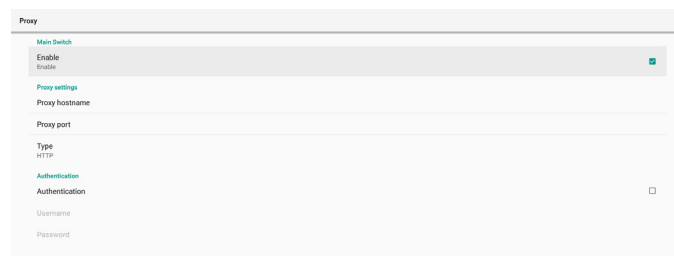 Proxy
Main Switch
Enable
Enable
Proxy settings
Proxy hostname
Proxy port
Type
HTTP
Authentication
Authentication
Username
Password